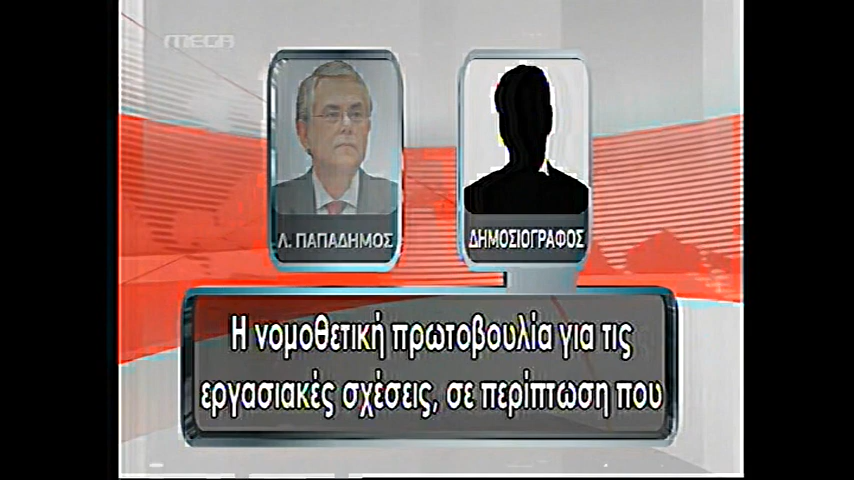 MEGA
Λ. ΠΑΠΑΔΗΜΟΣ
ΔΗΜΟΣΙΟΓΡΑΦΟΣ
Η νομοθετική πρωτοβουλία για τις
εργασιακές σχέσεις, σε περίπτωση που